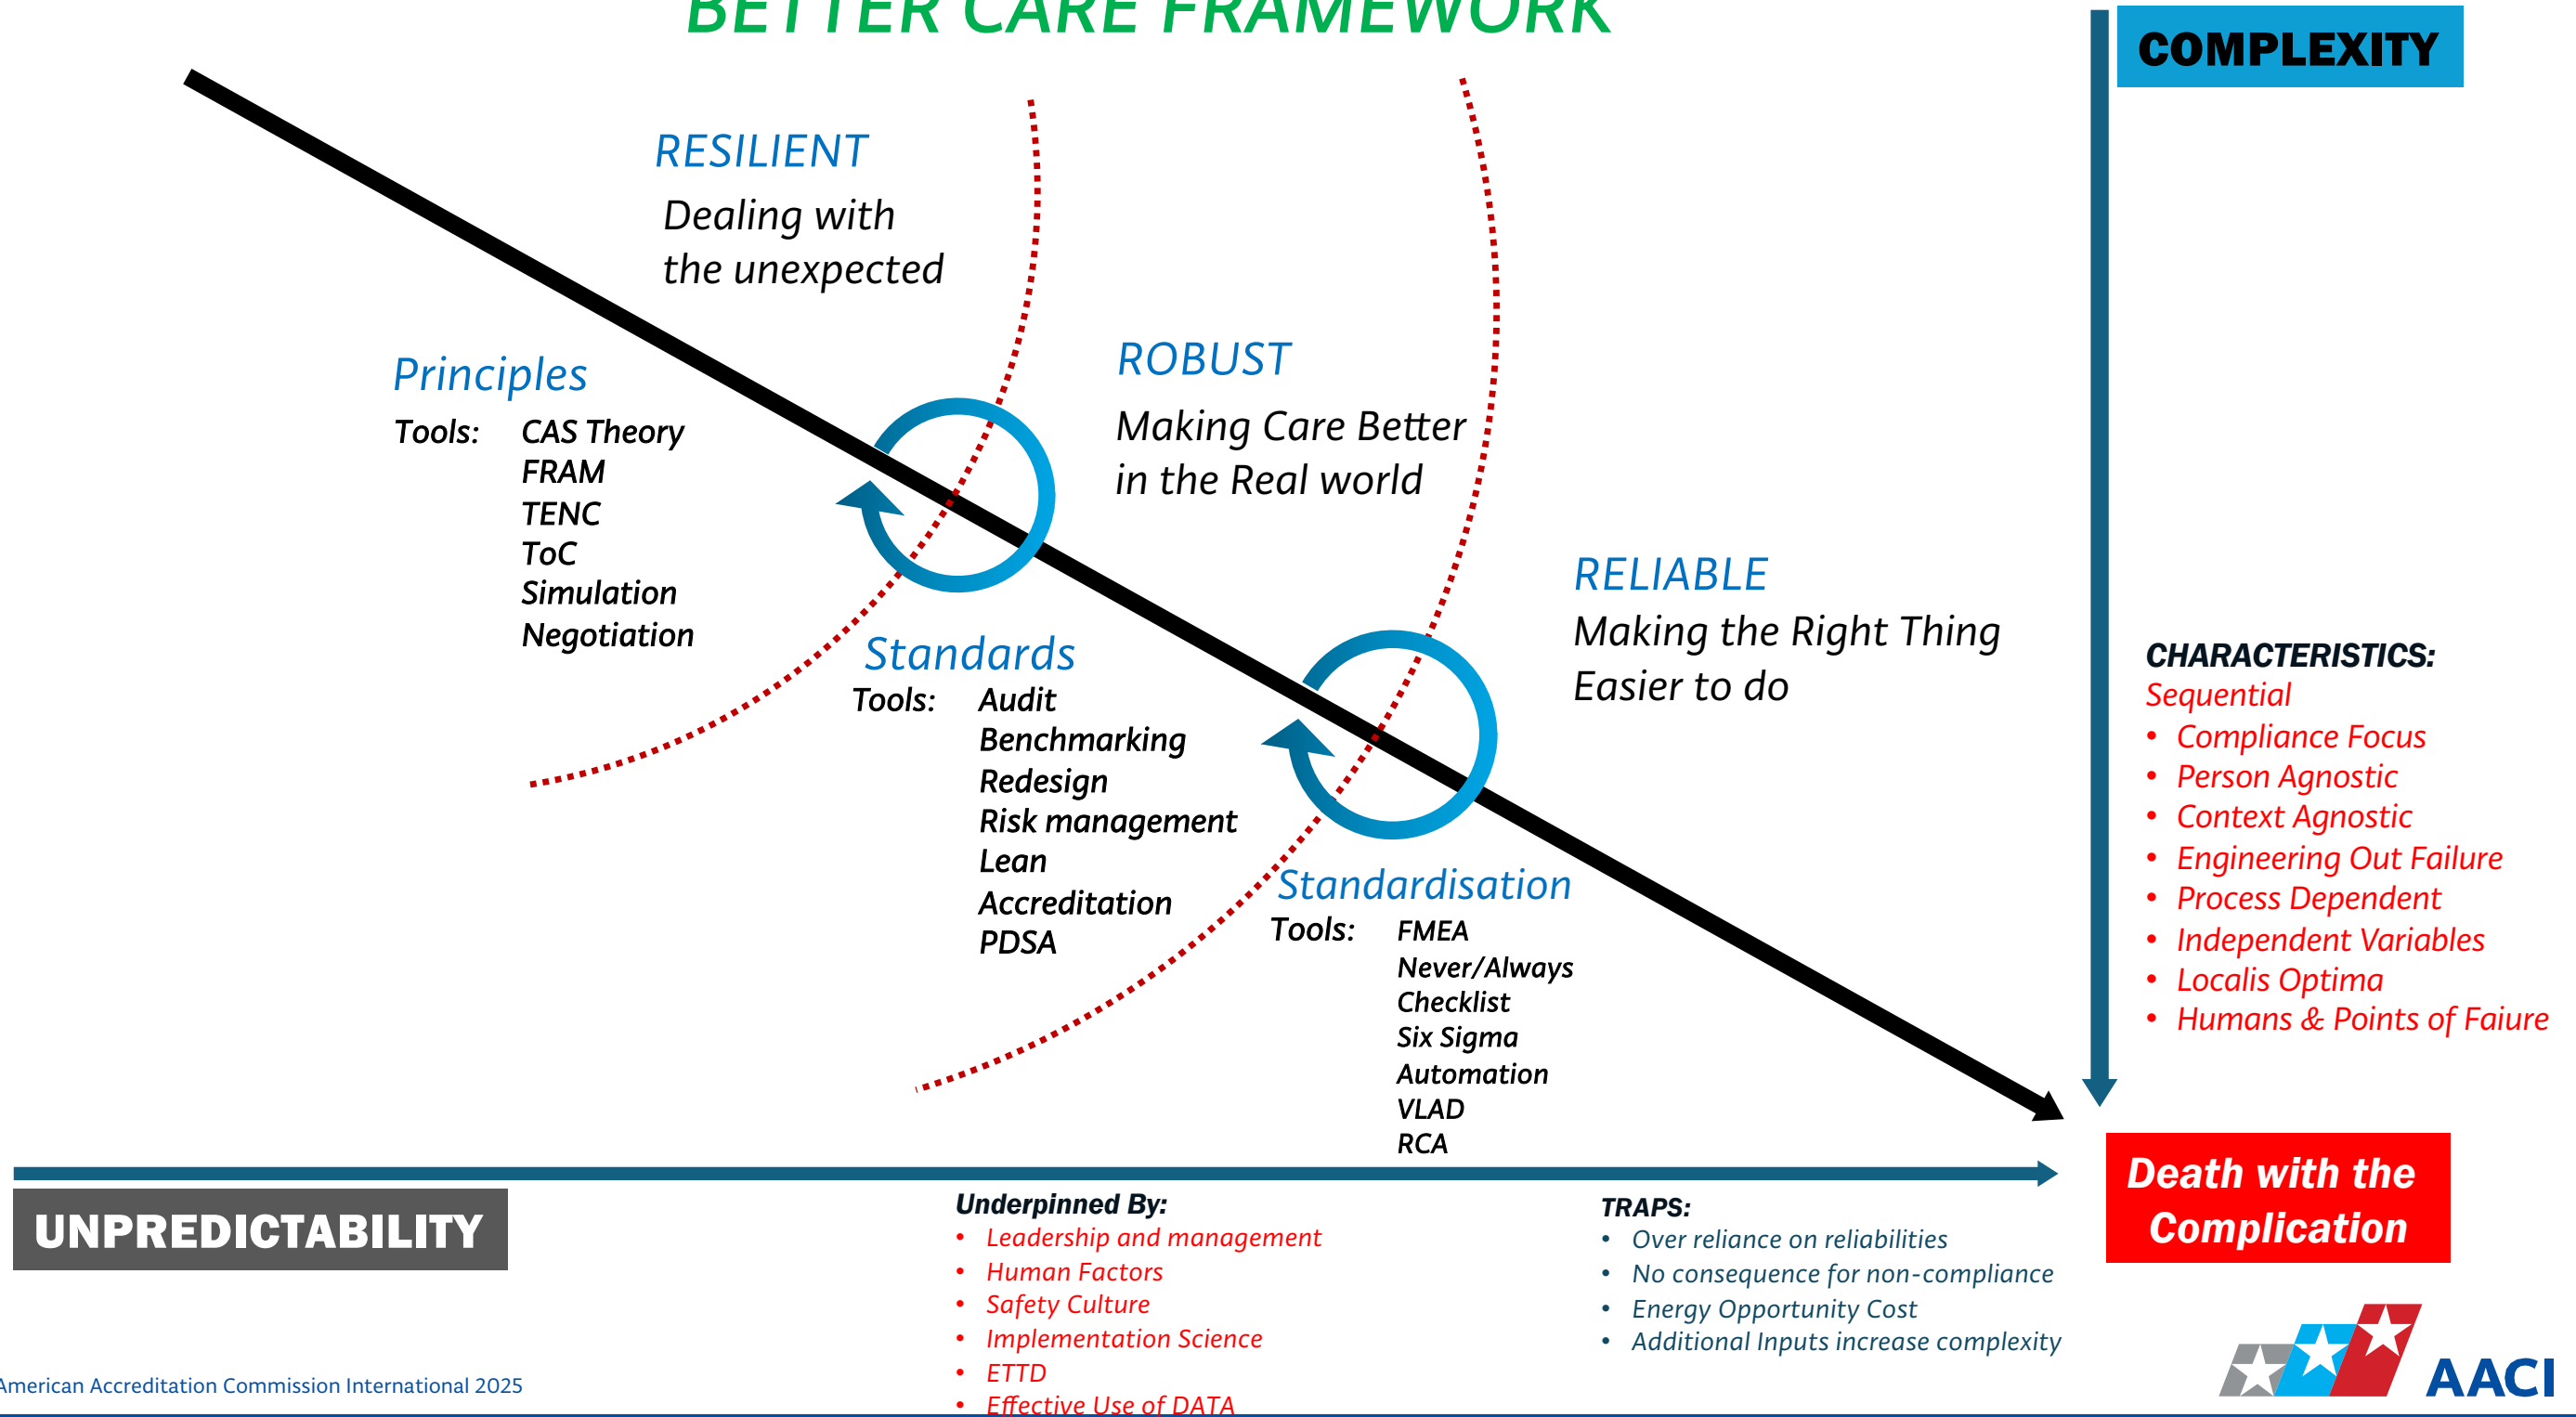 BETTER CARE FRAMEWORK
COMPLEXITY
RESILIENT
Dealing with
the unexpected
Principles
Tools:
CAS Theory
FRAM
TENC
ToC
Simulation
Negotiation
ROBUST
Making Care Better
in the Real world
Standards
Tools:
Audit
Benchmarking
Redesign
Risk management
Lean
Accreditation
PDSA
RELIABLE
Making the Right Thing
Easier to do
Standardisation
Tools:
FMEA
Never/Always
Checklist
Six Sigma
Automation
VLAD
RCA
CHARACTERISTICS:
Sequential
• Compliance Focus
• Person Agnostic
• Context Agnostic
• Engineering Out Failure
• Process Dependent
• Independent Variables
• Localis Optima
• Humans & Points of Faiure
Death with the
Complication
UNPREDICTABILITY
Underpinned By:
• Leadership and management
• Human Factors
• Safety Culture
• Implementation Science
• ETTD
• Effective Use of DATA
TRAPS:
• Over reliance on reliabilities
• No consequence for non-compliance
• Energy Opportunity Cost
• Additional Inputs increase complexity
American Accreditation Commission International 2025
AACI